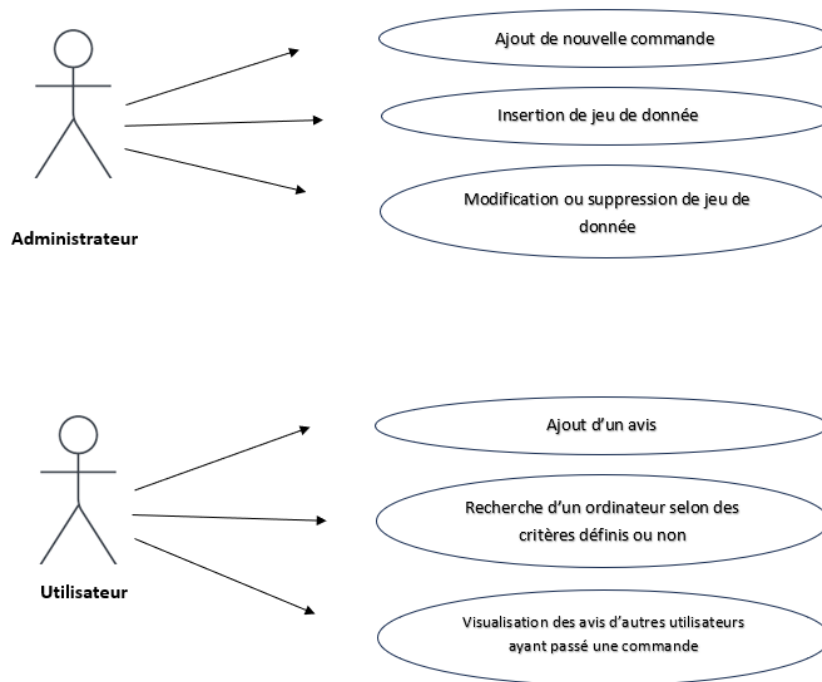 Ajout de nouvelle commande
Insertion de jeu de donnée
Modification ou suppression de jeu de
donnée
Administrateur
Ajout d'un avis
Recherche d'un ordinateur selon des
critères définis ou non
Utilisateur
Visualisation des avis d'autres utilisateurs
ayant passé une commande